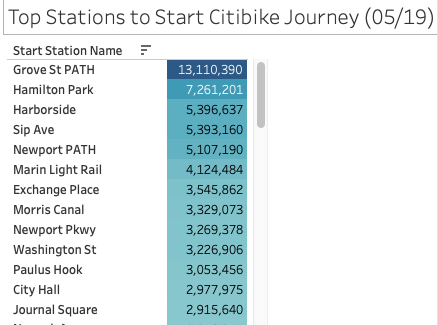 Top Stations to Start Citibike Journey (05/19)
Start Station Name
Grove St PATH 13,110,390
Hamilton Park 7,261,201
Harborside 5,396,637
Sip Ave 5,393,160
Newport PATH 5,107,190
Marin Light Rail 4,124,484
Exchange Place 3,545,862
Morris Canal 3,329,073
Newport Pkwy 3,269,378
Washington St 3,226,906
Paulus Hook 3,053,456
City Hall 2,977,975
Journal Square 2,915,640